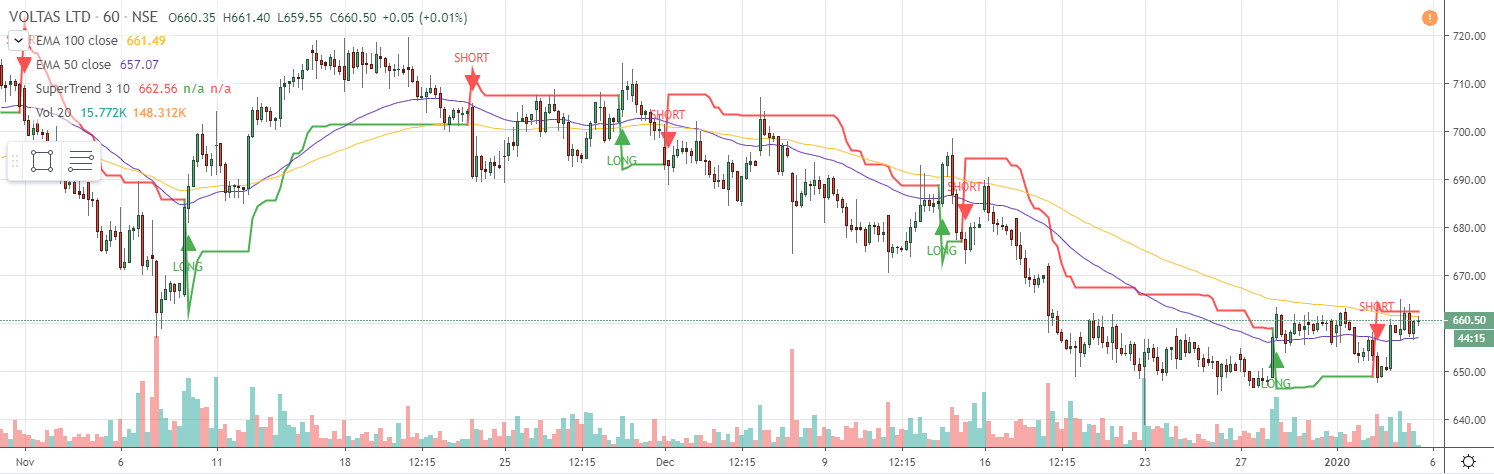 VOLTAS LTD · 60 · NSE O660.35 H661.40 L659.55 C660.50 +0.05 (+0.01%)
EMA 100 close 661.49
EMA 50 close 657.07
SuperTrend 3 10 662.56 n/a n/a
Vol 20 15.772K 148.312K
SHORT
SHORT
LONG
LONG
SHORT
LONG
SHORT
LONG
720.00
710.00
700.00
690.00
680.00
670.00
660.50
44:15
650.00
640.00
Nov 6 11 18 12:15 25 12:15 Dec 12:15 9 12:15 16 12:15 23 27 2020 6